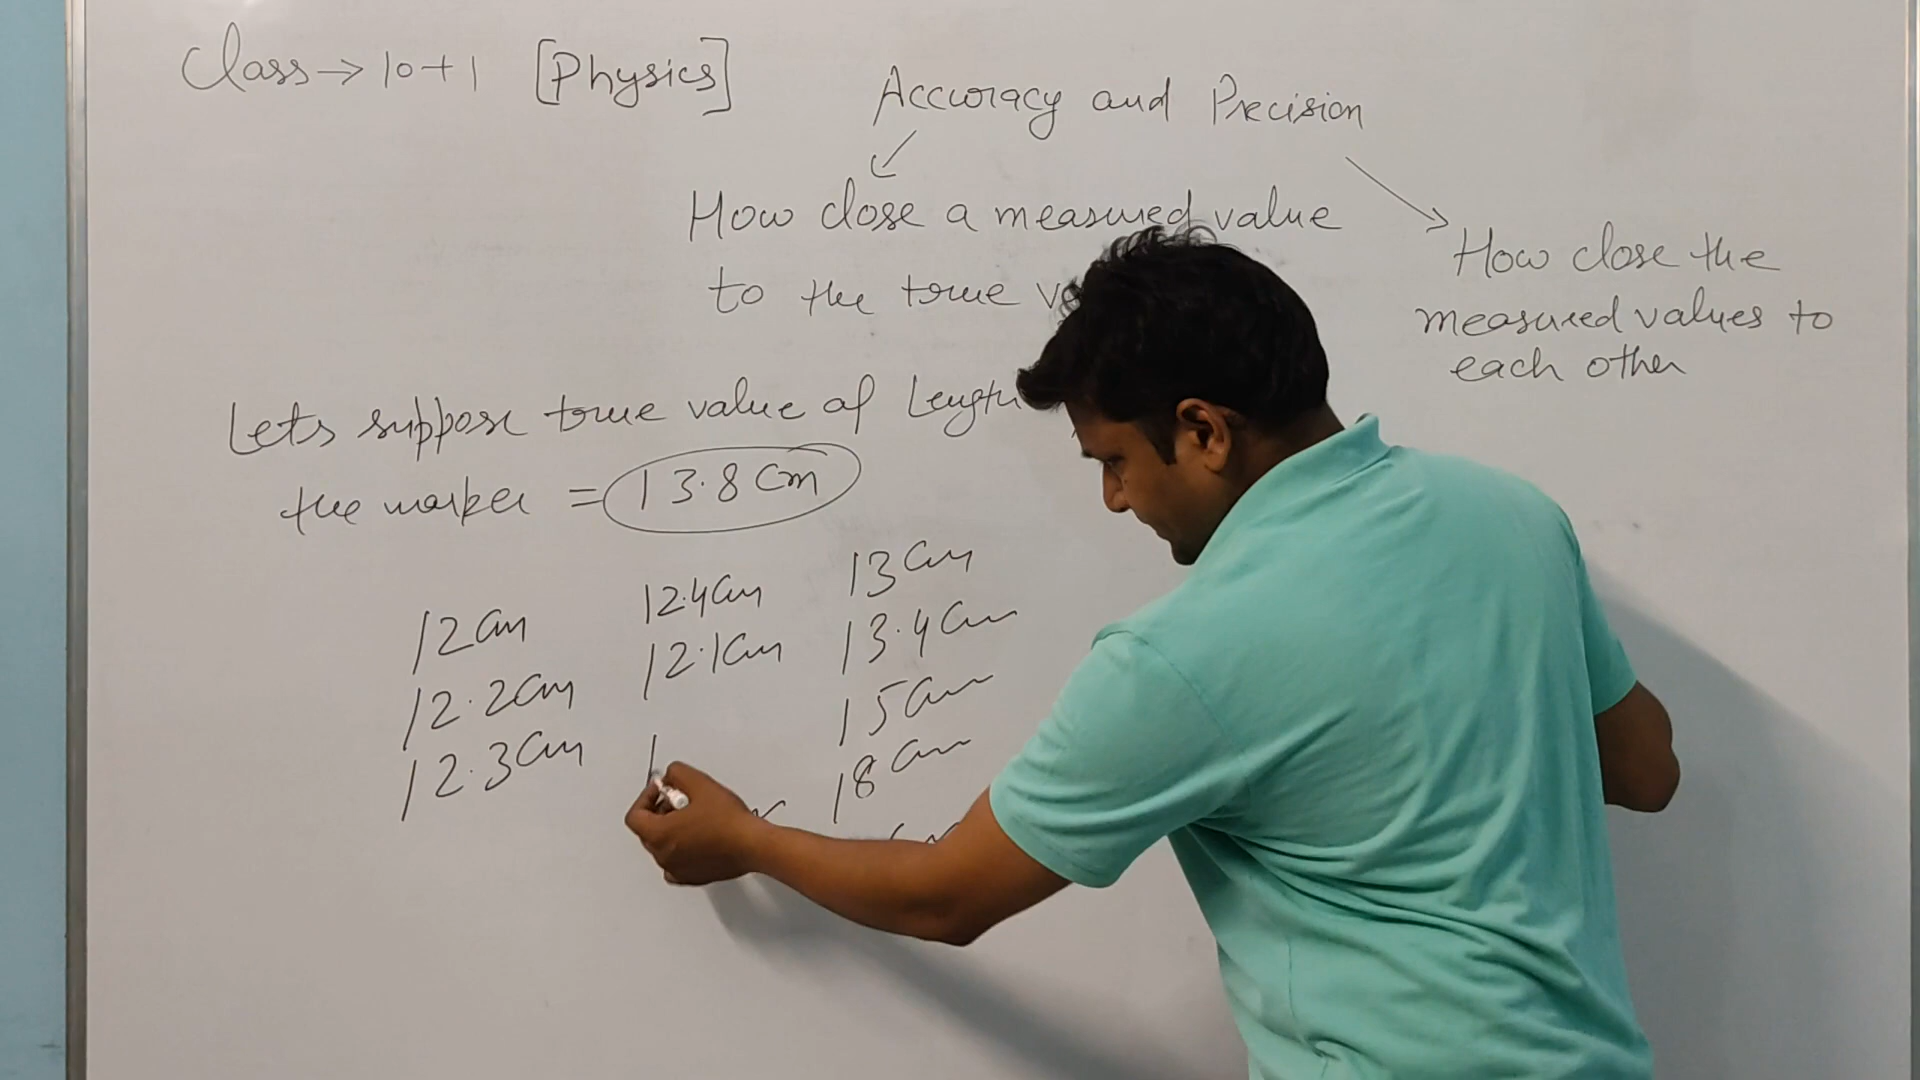 Class → 10+1 [Physics]
Accuracy and Precision
How close a measured value
to the true
How close the
measured values to
each other
Lets suppose true value of Length
the marker = 13.8 cm
12 cm
12.2 cm
12.3 cm
12.4 cm
12.1 cm
13 cm
13.4 cm
15 cm
18 cm